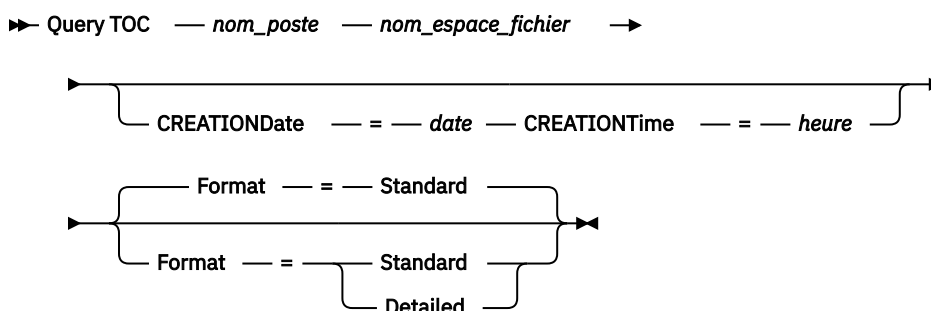 Query TOC nom_poste nom_espace_fichier
CREATIONDate = date CREATIONTime = heure
Format = Standard
Format = Standard
Detailed